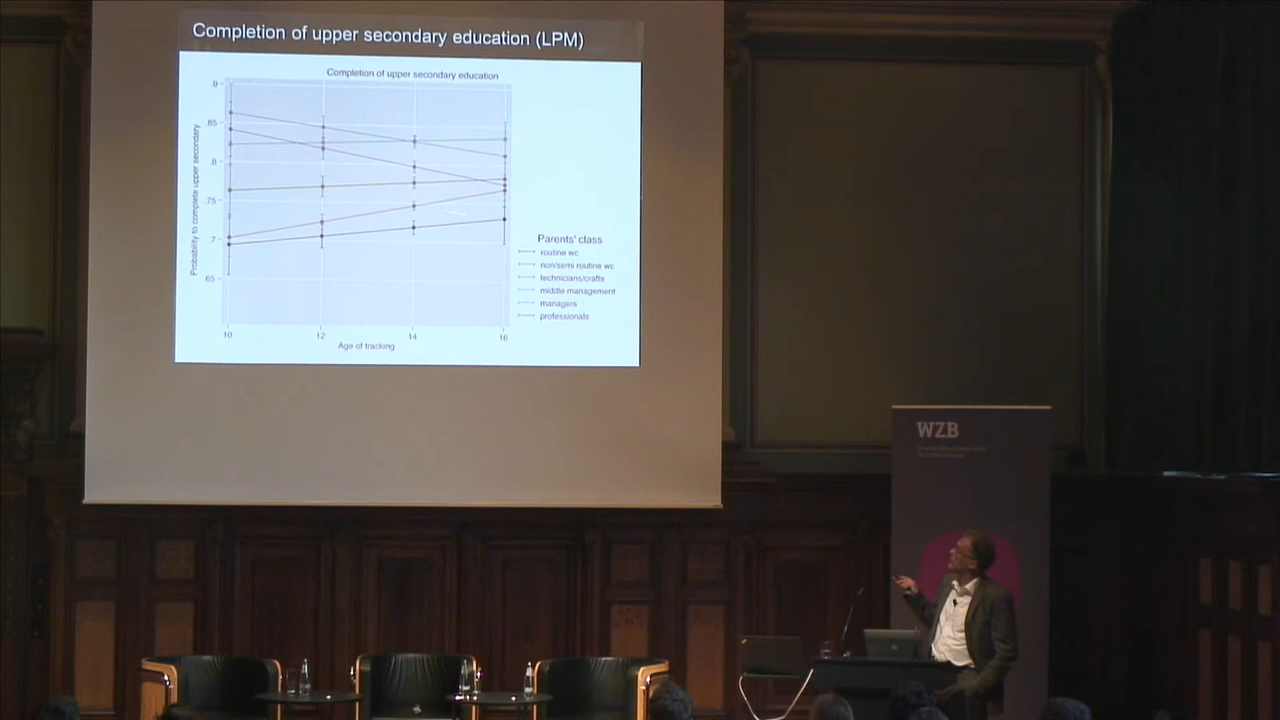 Completion of upper secondary education (LPM)
Completion of upper secondary education
Probability to complete upper secondary
.9
.85
.8
.75
.7
.65
10
12
14
16
Age of tracking
Parents' class
routine wc
non/semi routine wc
technicians/crafts
middle management
managers
professionals
WZB